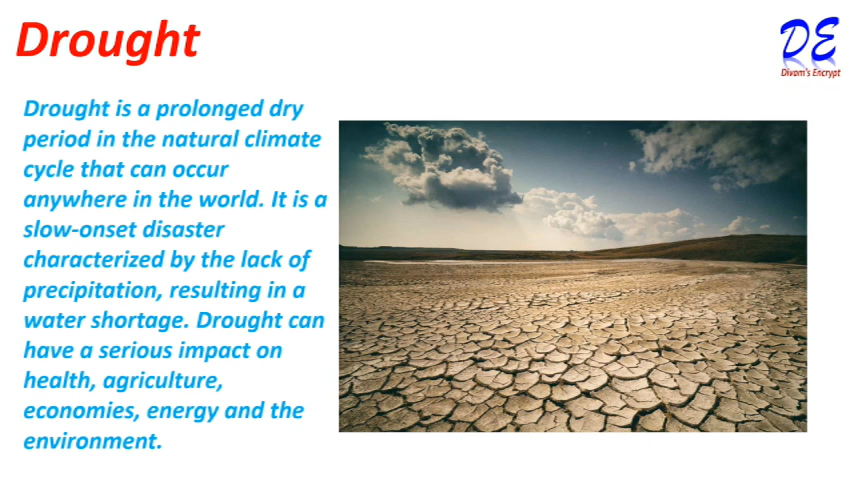 Drought
DE
Divam's Encrypt
Drought is a prolonged dry
period in the natural climate
cycle that can occur
anywhere in the world. It is a
slow-onset disaster
characterized by the lack of
precipitation, resulting in a
water shortage. Drought can
have a serious impact on
health, agriculture,
economies, energy and the
environment.